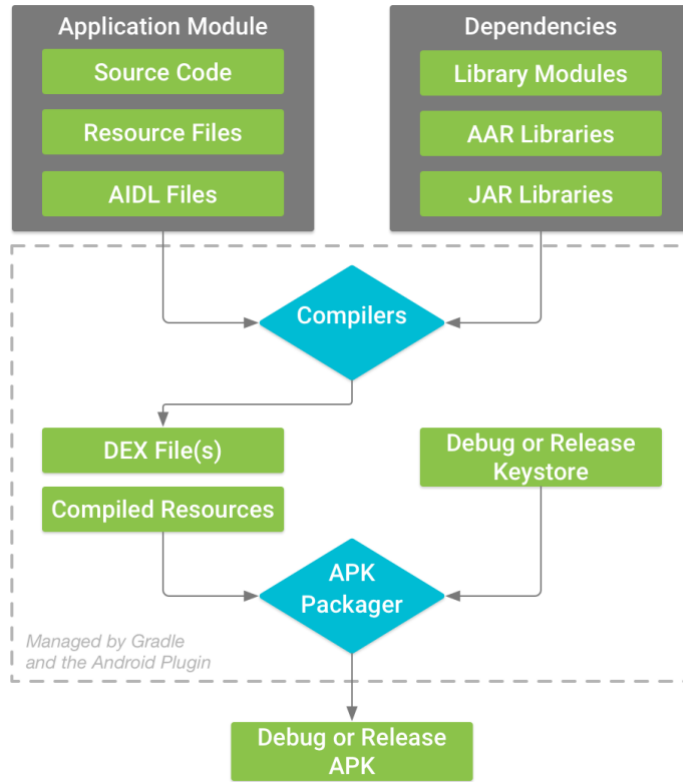 Application Module
Source Code
Resource Files
AIDL Files
Dependencies
Library Modules
AAR Libraries
JAR Libraries
Compilers
DEX File(s)
Compiled Resources
Debug or Release
Keystore
APK
Packager
Managed by Gradle
and the Android Plugin
Debug or Release
APK